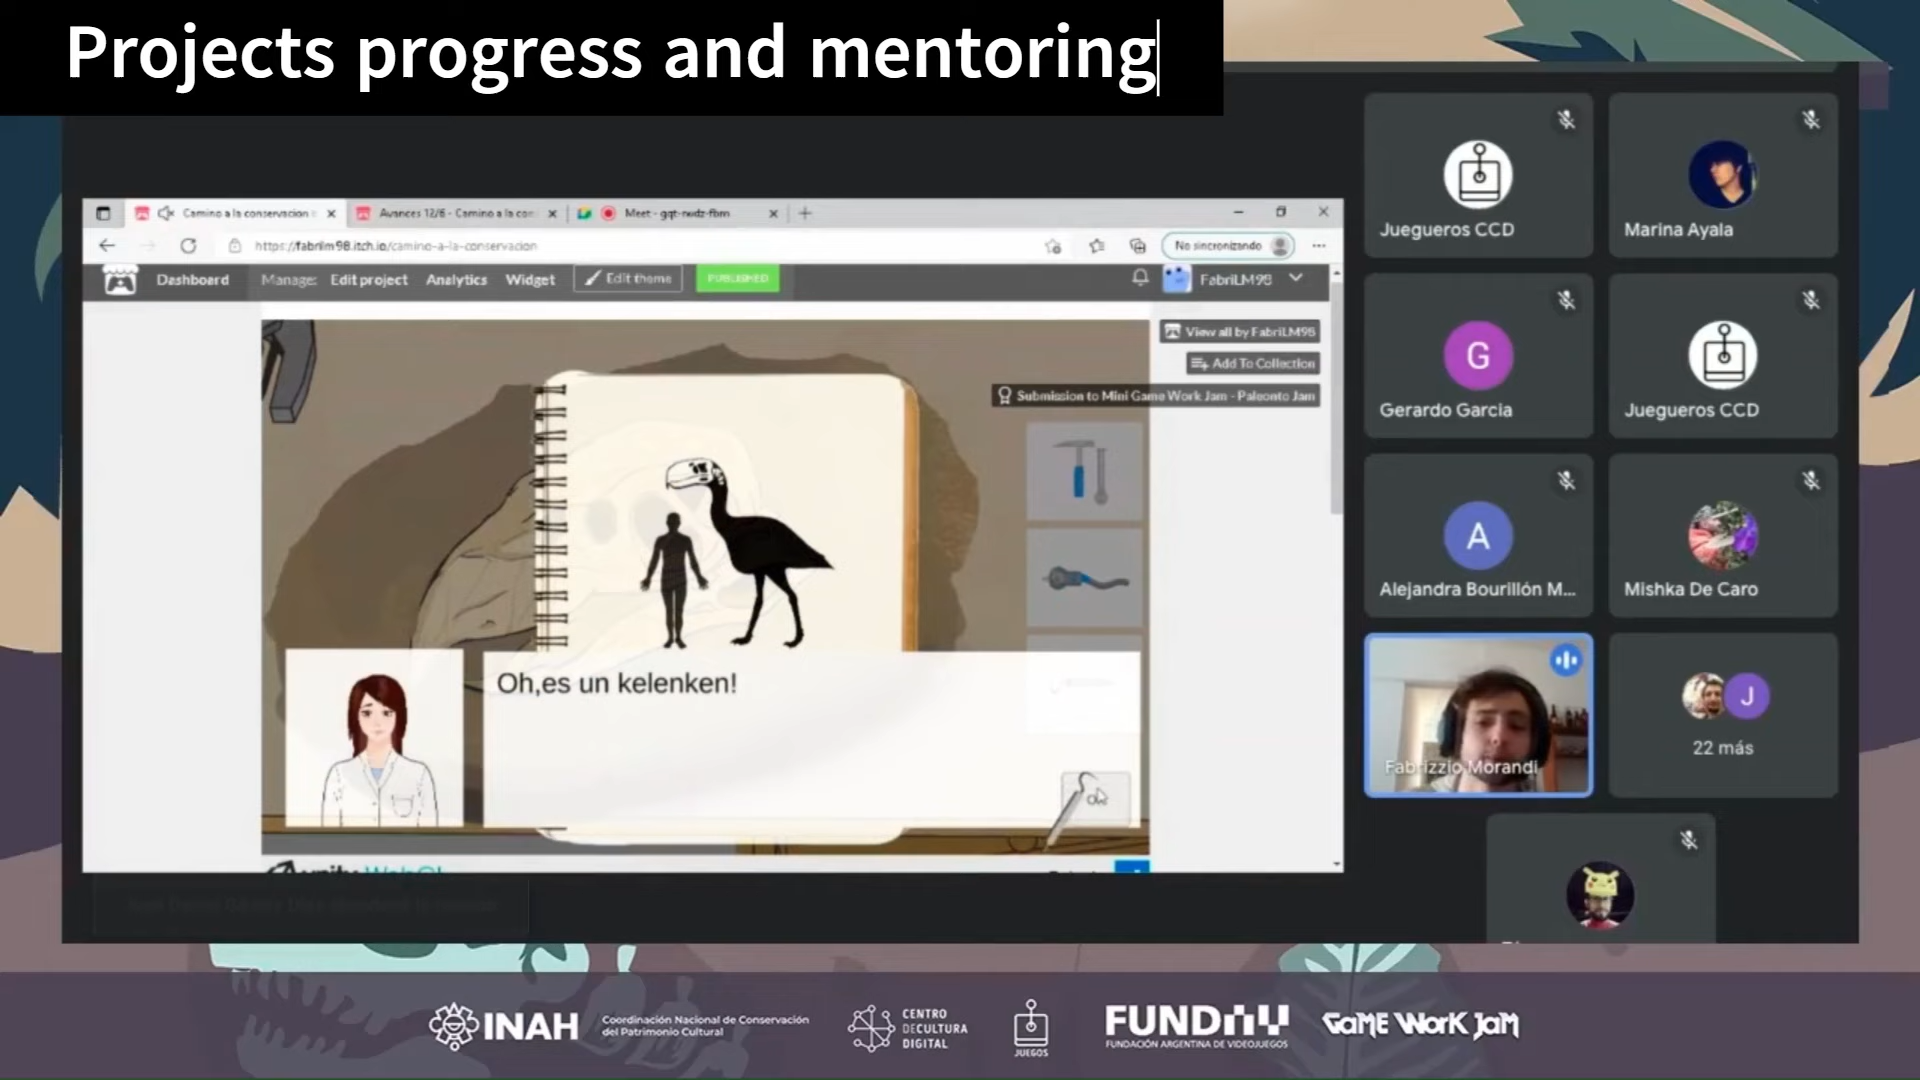 Projects progress and mentoring
Camino a la conservacion
Avances 12/6 - Camino a la con
Meet - gqt-nwdz-fbm
https://fabrilm98.itch.io/camino-a-la-conservacion
No sincronizando
Dashboard
Manage:
Edit project
Analytics
Widget
Edit theme
PUBLISHED
FabriLM98
View all by FabriLM98
Add To Collection
Submission to Mini Game Work Jam - Paleonto Jam
Oh,es un kelenken!
Juegueros CCD
Marina Ayala
G
Gerardo Garcia
Juegueros CCD
A
Alejandra Bourillón M...
Mishka De Caro
Fabrizzio Morandi
J
22 más
INAH
Coordinación Nacional de Conservación
del Patrimonio Cultural
CENTRO
DECULTURA
DIGITAL
JUEGOS
FUNDAV
FUNDACIÓN ARGENTINA DE VIDEOJUEGOS
GAME WORK JAM